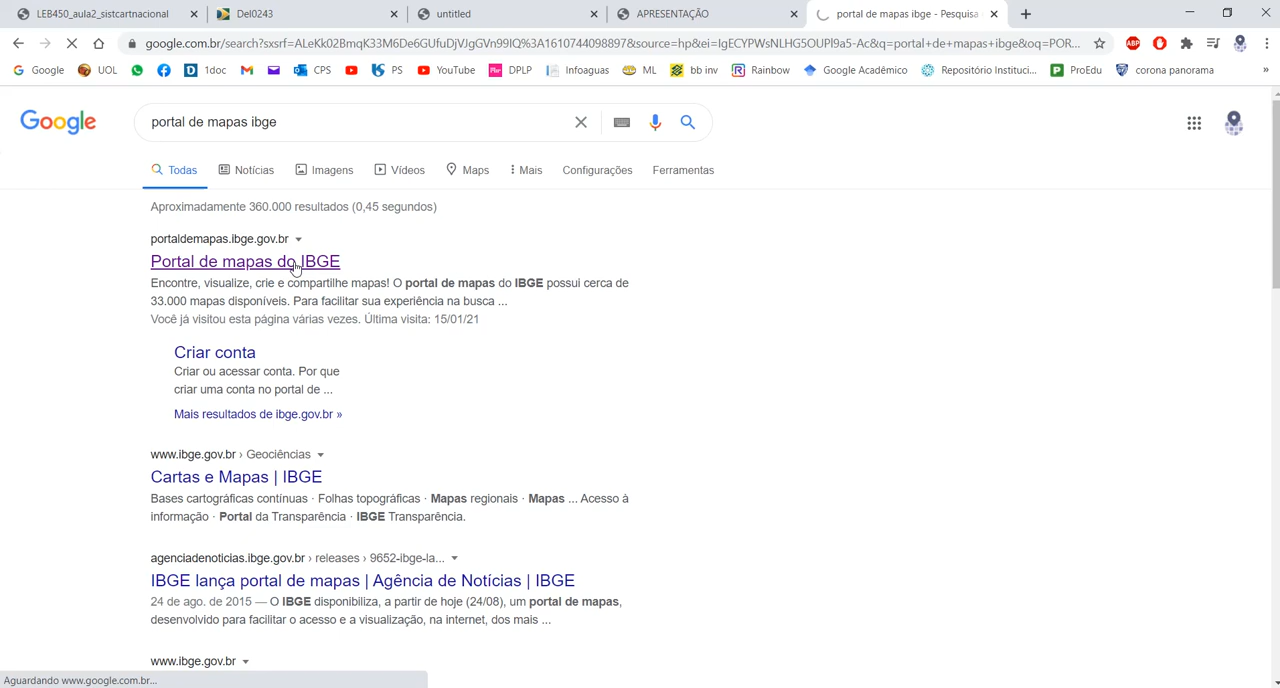 LEB450_aula2_sistcartnacional
Del0243
untitled
APRESENTAÇÃO
portal de mapas ibge - Pesquisa
google.com.br/search?sxsrf=ALeKk02BmqK33M6De6GUFuDjVJgGVn99IQ%3A1610744098897&source=hp&ei=IgECYPWsNLHG5OUPl9a5-Ac&q=portal+de+mapas+ibge&oq=POR...
ABP
Google UOL 1doc CPS PS YouTube DPLP Infoaguas ML bb inv Rainbow Google Acadêmico Repositório Instituci... ProEdu corona panorama »
Google
portal de mapas ibge
Todas Notícias Imagens Vídeos Maps Mais Configurações Ferramentas
Aproximadamente 360.000 resultados (0,45 segundos)
portaldemapas.ibge.gov.br
Portal de mapas do IBGE
Encontre, visualize, crie e compartilhe mapas! O portal de mapas do IBGE possui cerca de
33.000 mapas disponíveis. Para facilitar sua experiência na busca ...
Você já visitou esta página várias vezes. Última visita: 15/01/21
Criar conta
Criar ou acessar conta. Por que
criar uma conta no portal de ...
Mais resultados de ibge.gov.br »
www.ibge.gov.br › Geociências
Cartas e Mapas | IBGE
Bases cartográficas contínuas · Folhas topográficas · Mapas regionais · Mapas ... Acesso à
informação · Portal da Transparência · IBGE Transparência.
agenciadenoticias.ibge.gov.br › releases › 9652-ibge-la...
IBGE lança portal de mapas | Agência de Notícias | IBGE
24 de ago. de 2015 — O IBGE disponibiliza, a partir de hoje (24/08), um portal de mapas,
desenvolvido para facilitar o acesso e a visualização, na internet, dos mais ...
www.ibge.gov.br
Aguardando www.google.com.br...